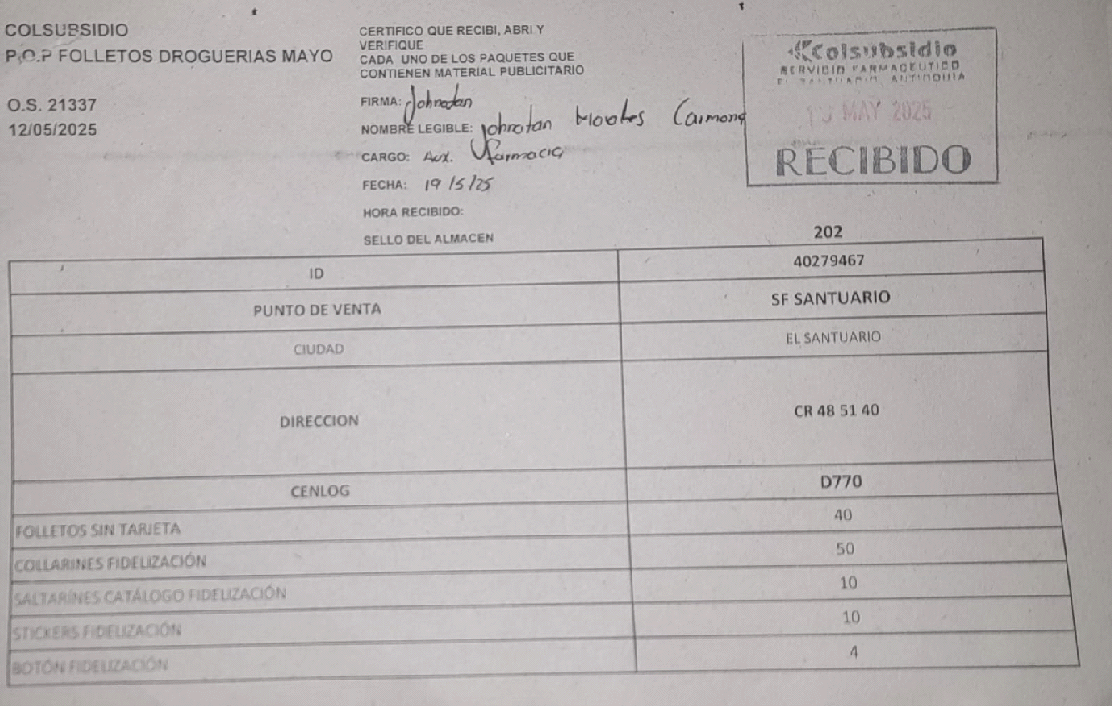 COLSUBSIDIO
P.O.P FOLLETOS DROGUERIAS MAYO
O.S. 21337
12/05/2025
CERTIFICO QUE RECIBI, ABRI Y
VERIFIQUE
CADA UNO DE LOS PAQUETES QUE
CONTIENEN MATERIAL PUBLICITARIO
FIRMA: Johnatan
NOMBRE LEGIBLE: Johnatan Morales Carmona
CARGO: Aux. Farmacia
FECHA: 19/5/25
HORA RECIBIDO:
SELLO DEL ALMACEN
Colsubsidio
SERVICIO FARMACEUTICO
EL SANTUARIO ANTIOQUIA
MAY 2025
RECIBIDO
202
ID 40279467
PUNTO DE VENTA SF SANTUARIO
CIUDAD EL SANTUARIO
DIRECCION CR 48 51 40
CENLOG D770
FOLLETOS SIN TARJETA 40
COLLARINES FIDELIZACIÓN 50
SALTARINES CATÁLOGO FIDELIZACIÓN 10
STICKERS FIDELIZACIÓN 10
BOTÓN FIDELIZACIÓN 4